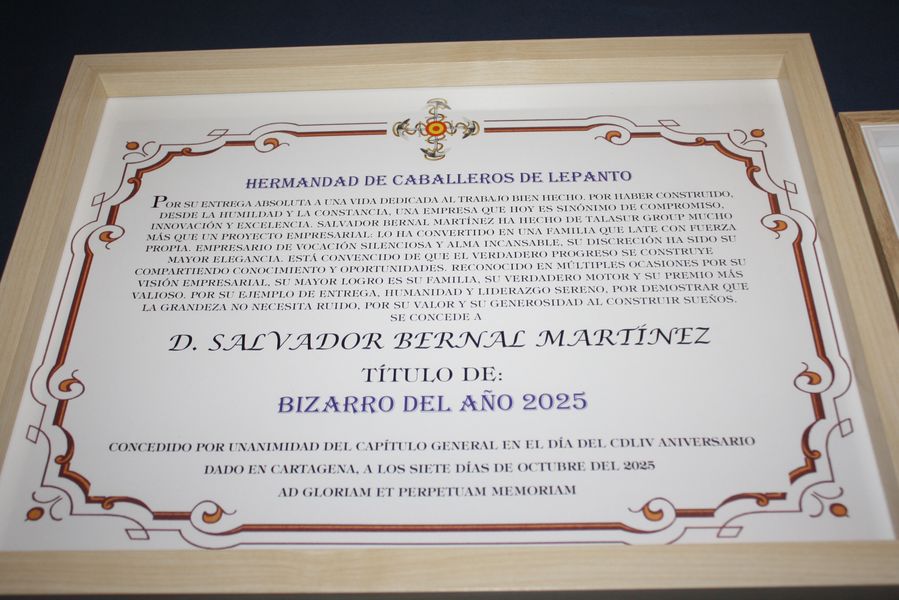 HERMANDAD DE CABALLEROS DE LEPANTO
POR SU ENTREGA ABSOLUTA A UNA VIDA DEDICADA AL TRABAJO BIEN HECHO. POR HABER CONSTRUIDO,
DESDE LA HUMILDAD Y LA CONSTANCIA, UNA EMPRESA QUE HOY ES SINÓNIMO DE COMPROMISO,
INNOVACIÓN Y EXCELENCIA. SALVADOR BERNAL MARTÍNEZ HA HECHO DE TALASUR GROUP MUCHO
MÁS QUE UN PROYECTO EMPRESARIAL: LO HA CONVERTIDO EN UNA FAMILIA QUE LATE CON FUERZA
PROPIA. EMPRESARIO DE VOCACIÓN SILENCIOSA Y ALMA INCANSABLE, SU DISCRECIÓN HA SIDO SU
MAYOR ELEGANCIA. ESTÁ CONVENCIDO DE QUE EL VERDADERO PROGRESO SE CONSTRUYE
COMPARTIENDO CONOCIMIENTO Y OPORTUNIDADES. RECONOCIDO EN MÚLTIPLES OCASIONES POR SU
VISIÓN EMPRESARIAL, SU MAYOR LOGRO ES SU FAMILIA, SU VERDADERO MOTOR Y SU PREMIO MÁS
VALIOSO. POR SU EJEMPLO DE ENTREGA, HUMANIDAD Y LIDERAZGO SERENO, POR DEMOSTRAR QUE
LA GRANDEZA NO NECESITA RUIDO, POR SU VALOR Y SU GENEROSIDAD AL CONSTRUIR SUEÑOS.
SE CONCEDE A
D. SALVADOR BERNAL MARTÍNEZ
TÍTULO DE:
BIZARRO DEL AÑO 2025
CONCEDIDO POR UNANIMIDAD DEL CAPÍTULO GENERAL EN EL DÍA DEL CDLIV ANIVERSARIO
DADO EN CARTAGENA, A LOS SIETE DÍAS DE OCTUBRE DEL 2025
AD GLORIAM ET PERPETUAM MEMORIAM